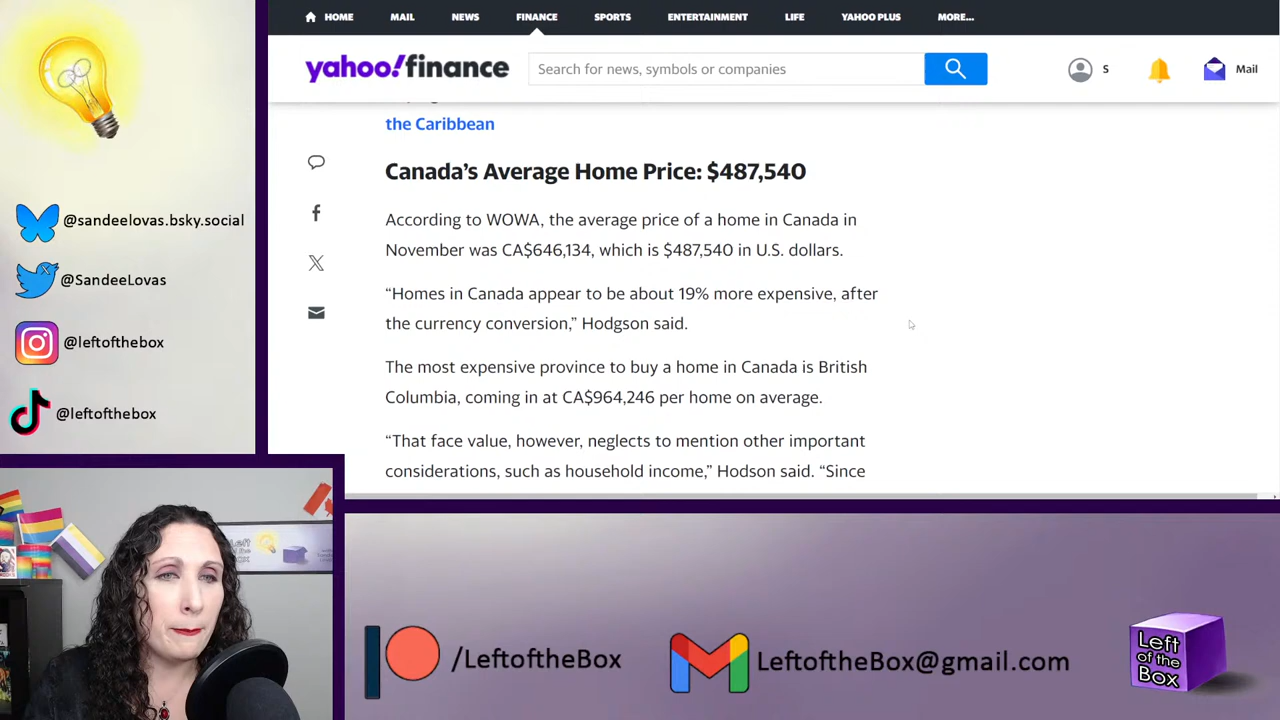 HOME MAIL NEWS FINANCE SPORTS ENTERTAINMENT LIFE YAHOO PLUS MORE...
yahoo!finance
Search for news, symbols or companies
S
Mail
the Caribbean
Canada’s Average Home Price: $487,540
According to WOWA, the average price of a home in Canada in
November was CA$646,134, which is $487,540 in U.S. dollars.
“Homes in Canada appear to be about 19% more expensive, after
the currency conversion,” Hodgson said.
The most expensive province to buy a home in Canada is British
Columbia, coming in at CA$964,246 per home on average.
“That face value, however, neglects to mention other important
considerations, such as household income,” Hodson said. “Since
@sandeelovas.bsky.social
@SandeeLovas
@leftofthebox
@leftofthebox
Left
of the
Box
/LeftoftheBox
LeftoftheBox@gmail.com
Left
of the
Box